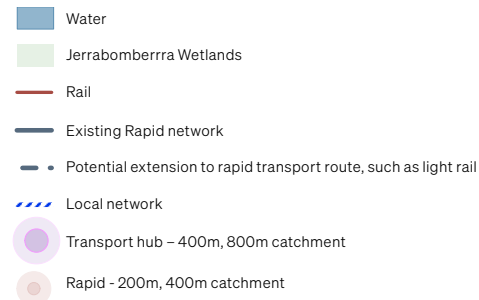 Water
Jerrabomberrra Wetlands
Rail
Existing Rapid network
Potential extension to rapid transport route, such as light rail
Local network
Transport hub – 400m, 800m catchment
Rapid - 200m, 400m catchment